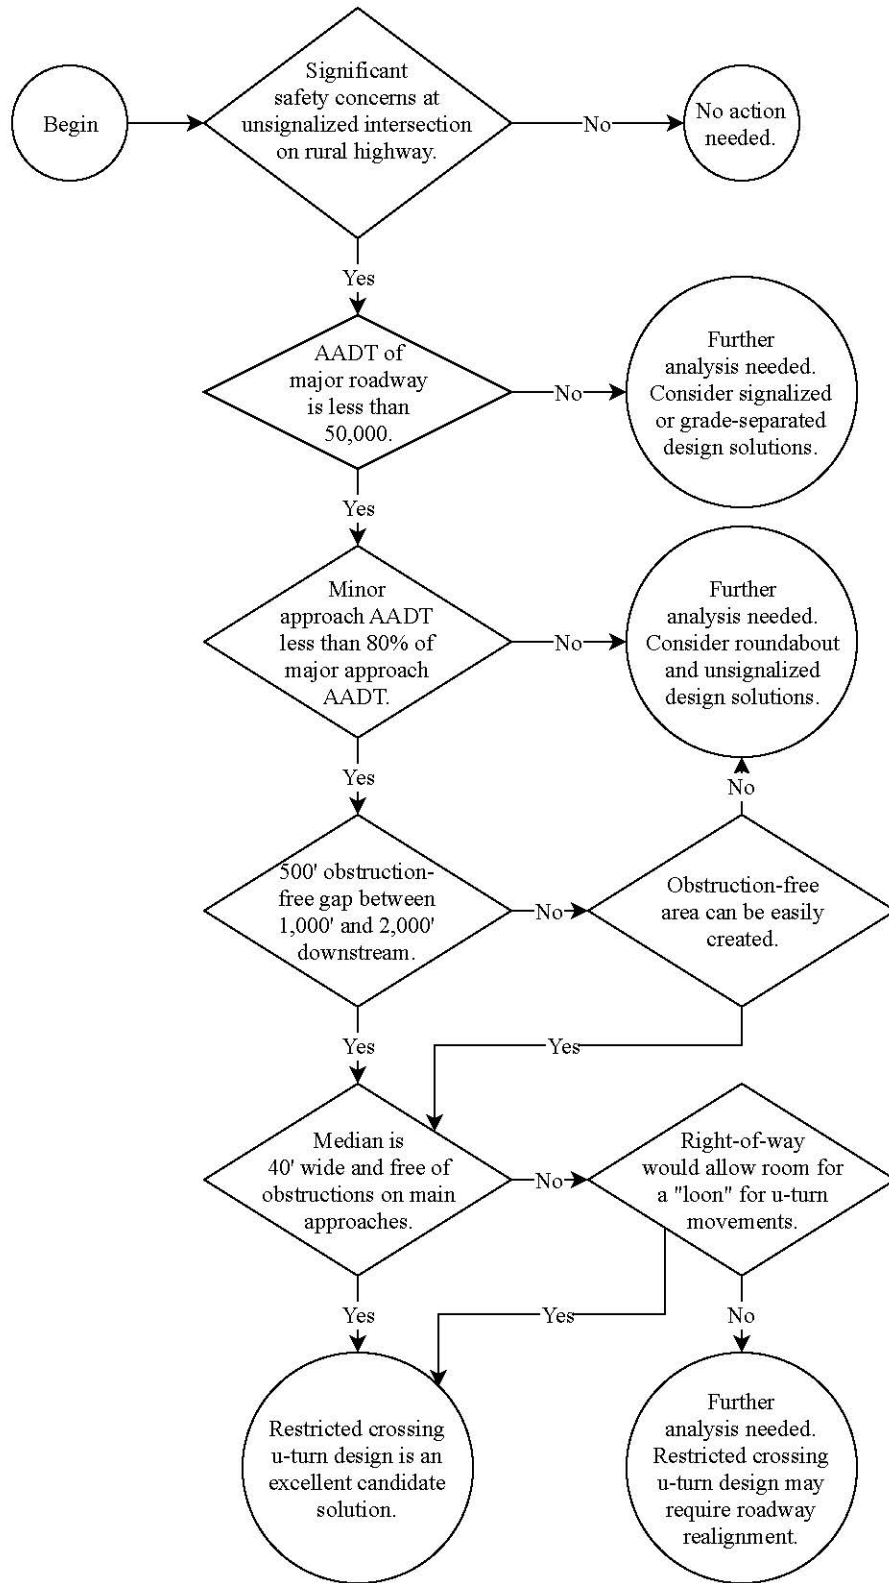 Begin
Significant
safety concerns at
unsignalized intersection
on rural highway.
No
No action
needed.
Yes
AADT of
major roadway
is less than
50,000.
No
Further
analysis needed.
Consider signalized
or grade-separated
design solutions.
Yes
Minor
approach AADT
less than 80% of
major approach
AADT.
No
Further
analysis needed.
Consider roundabout
and unsignalized
design solutions.
Yes
No
500' obstruction-
free gap between
1,000' and 2,000'
downstream.
No
Obstruction-free
area can be easily
created.
Yes
Yes
Median is
40' wide and free of
obstructions on main
approaches.
No
Right-of-way
would allow room for
a "loon" for u-turn
movements.
Yes
Yes
No
Restricted crossing
u-turn design is an
excellent candidate
solution.
Further
analysis needed.
Restricted crossing
u-turn design may
require roadway
realignment.